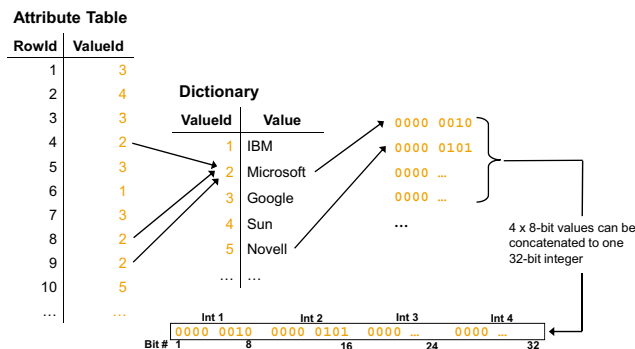 Attribute Table
RowId ValueId
1 3
2 4
3 3
4 2
5 3
6 1
7 3
8 2
9 2
10 5
... ...
Dictionary
ValueId Value
1 IBM
2 Microsoft
3 Google
4 Sun
5 Novell
... ...
0000 0010
0000 0101
0000 ...
0000 ...
...
4 x 8-bit values can be
concatenated to one
32-bit integer
Int 1 Int 2 Int 3 Int 4
0000 0010 0000 0101 0000 ... 0000 ...
Bit # 1 8 16 24 32